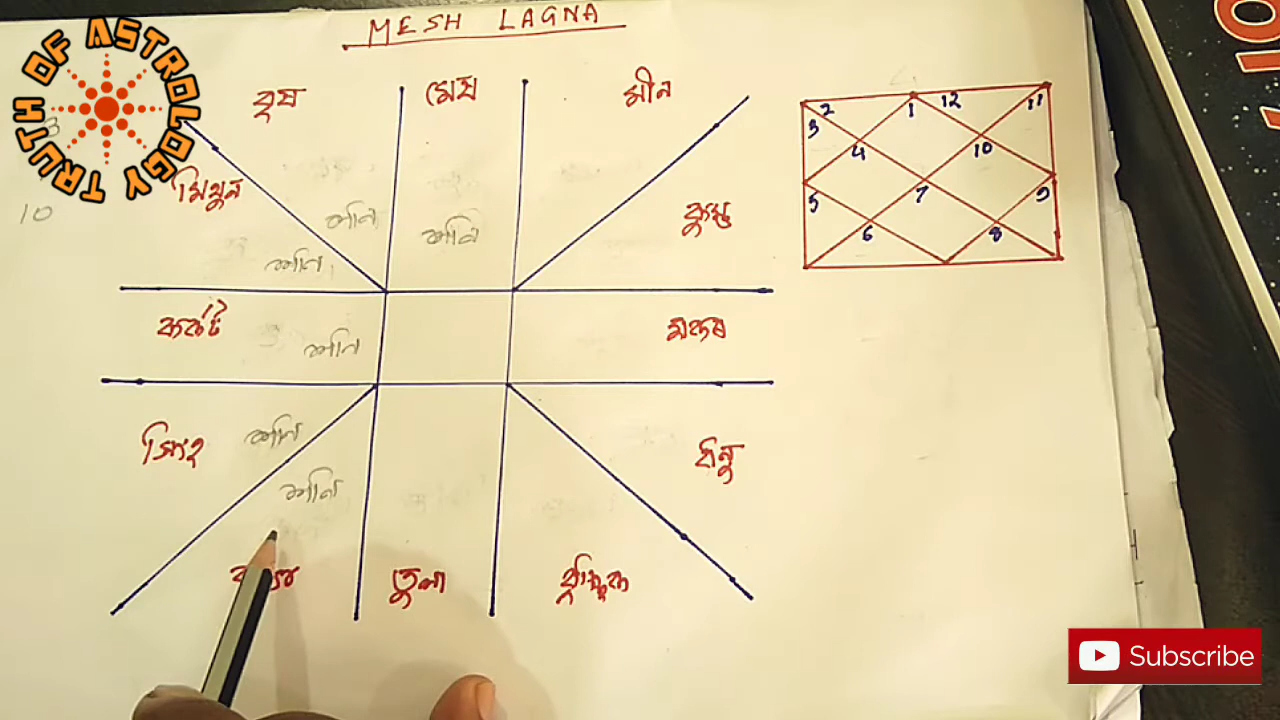 MESH LAGNA
TRUTH OF ASTROLOGY
বৃষ
মেষ
মীন
মিথুন
কুম্ভ
শনি
শনি
শনি
10
কর্কট
শনি
মকর
সিংহ
শনি
ধনু
শনি
তুলা
বৃশ্চিক
2 1 12 11
3
4 10
5 7 9
6 8
Subscribe